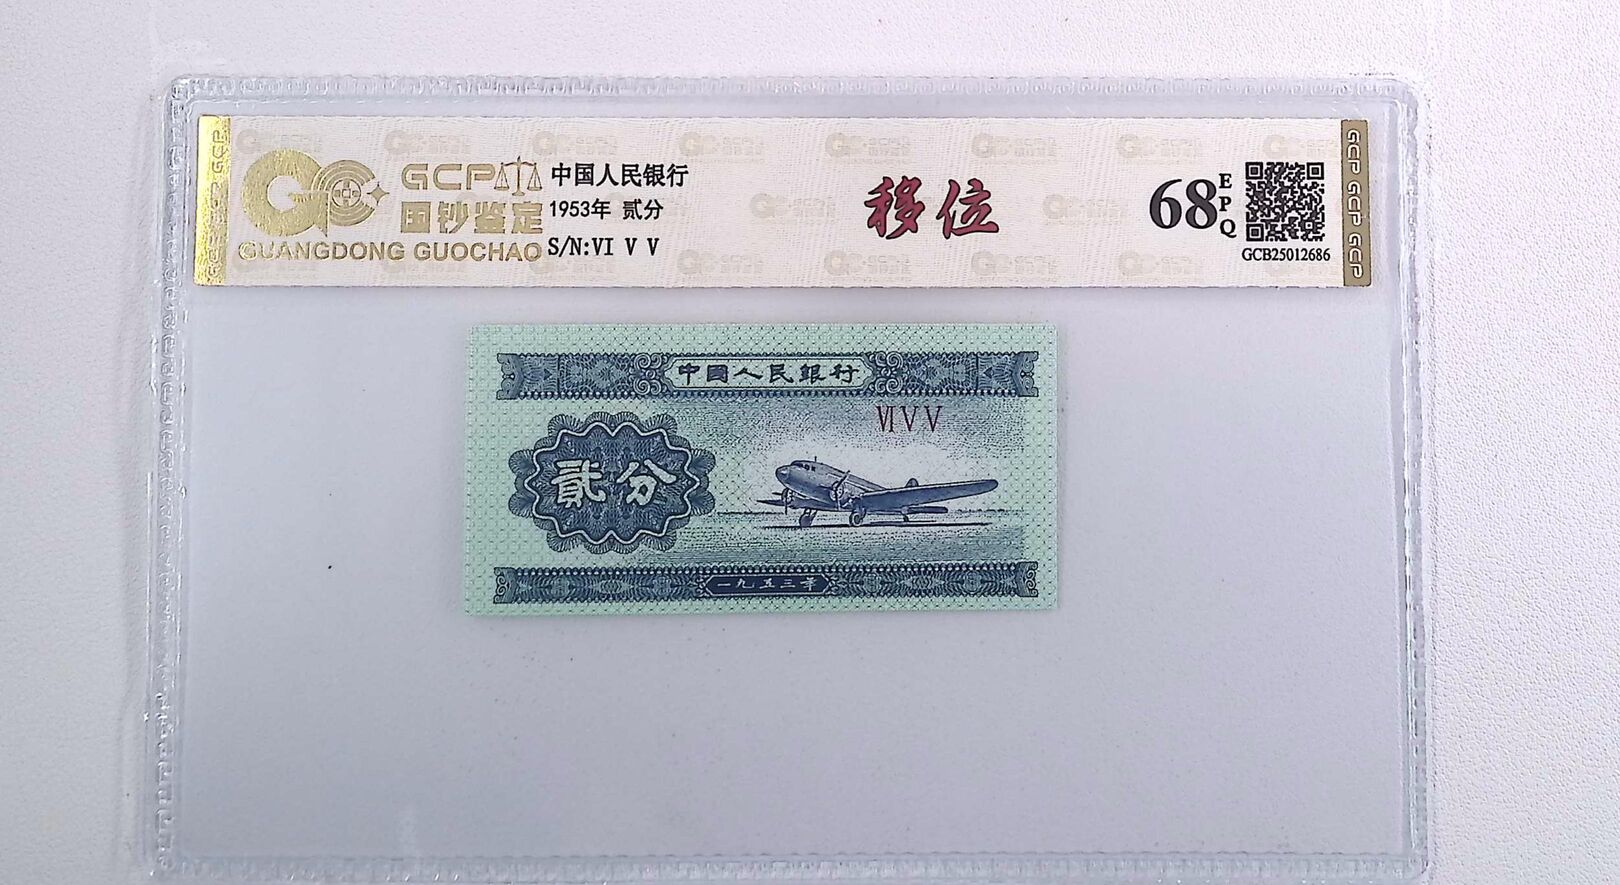 GCP
国钞鉴定
GUANGDONG GUOCHAO
中国人民银行
1953年 贰分
S/N:VI V V
移位
68 EPQ
GCB25012686
GCP GCP GCP
中国人民银行
VI V V
貳分
一九五三年